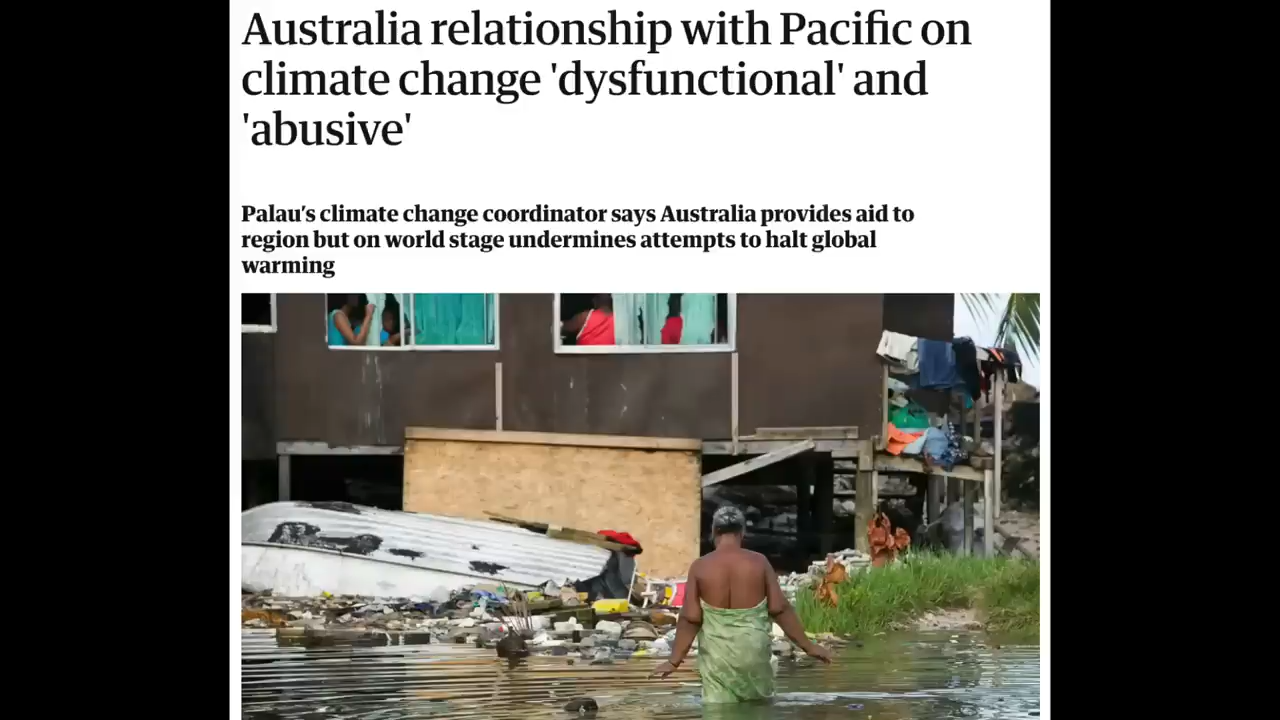 Australia relationship with Pacific on
climate change 'dysfunctional' and
'abusive'
Palau’s climate change coordinator says Australia provides aid to
region but on world stage undermines attempts to halt global
warming